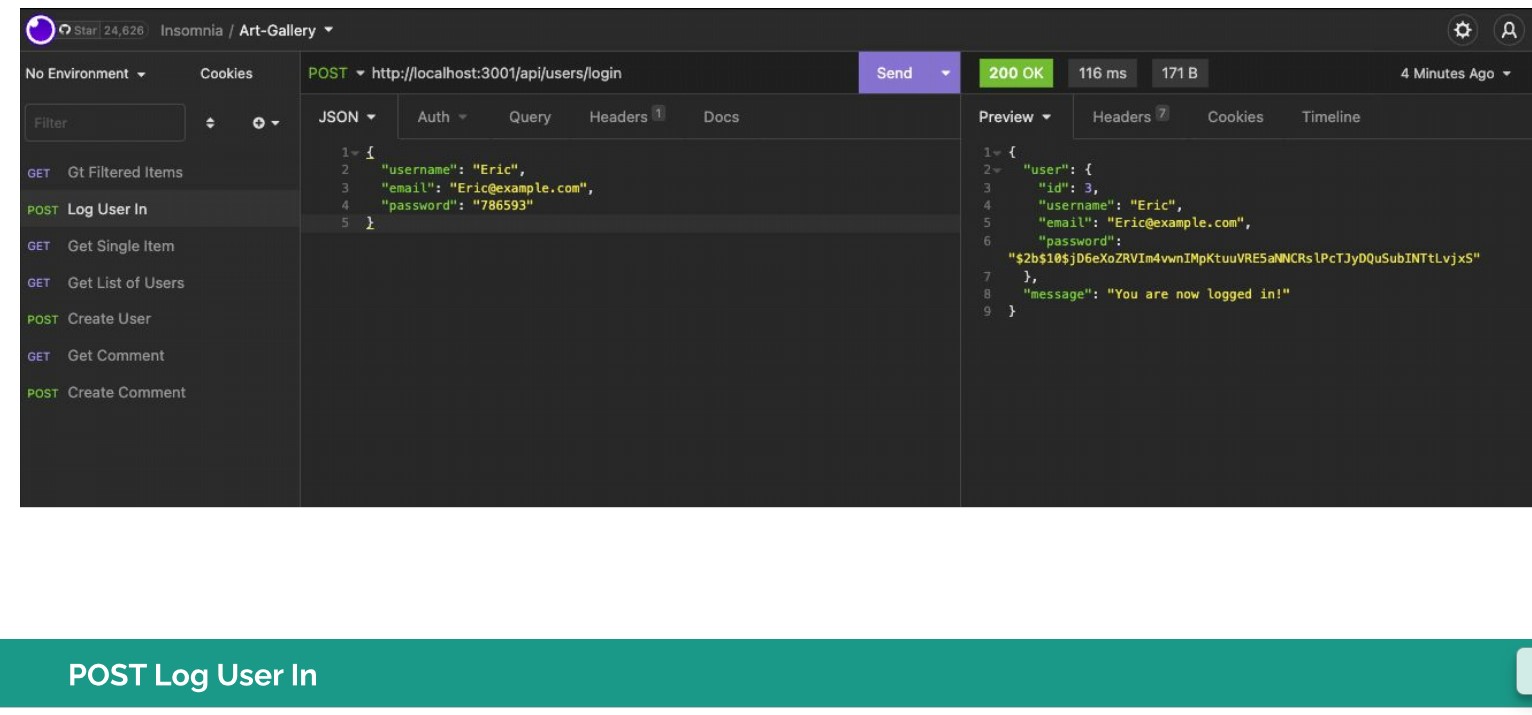 Star 24,626 Insomnia / Art-Gallery
No Environment Cookies
POST http://localhost:3001/api/users/login Send
200 OK 116 ms 171 B 4 Minutes Ago
Filter
JSON Auth Query Headers 1 Docs
Preview Headers 7 Cookies Timeline
GET Gt Filtered Items
POST Log User In
GET Get Single Item
GET Get List of Users
POST Create User
GET Get Comment
POST Create Comment
1 {
2 "username": "Eric",
3 "email": "Eric@example.com",
4 "password": "786593"
5 }
1 {
2 "user": {
3 "id": 3,
4 "username": "Eric",
5 "email": "Eric@example.com",
6 "password":
"$2b$10$jD6eXoZRVIm4vwnIMpKtuuVRE5aNNCRslPcTJyDQuSubINTtLvjxS"
7 },
8 "message": "You are now logged in!"
9 }
POST Log User In